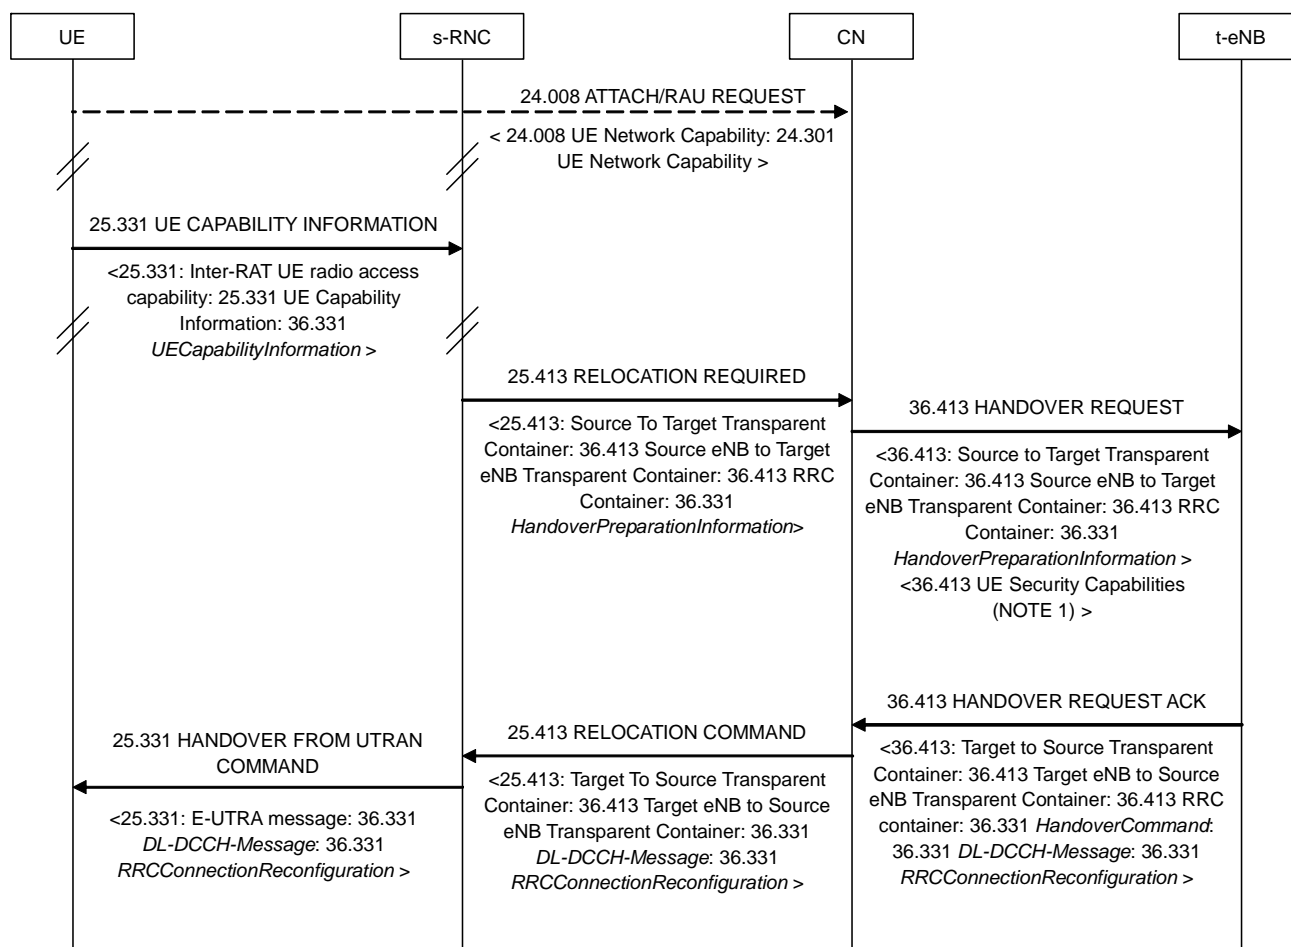 UE
s-RNC
CN
t-eNB
24.008 ATTACH/RAU REQUEST
< 24.008 UE Network Capability: 24.301
UE Network Capability >
25.331 UE CAPABILITY INFORMATION
<25.331: Inter-RAT UE radio access
capability: 25.331 UE Capability
Information: 36.331
UECapabilityInformation >
25.413 RELOCATION REQUIRED
<25.413: Source To Target Transparent
Container: 36.413 Source eNB to Target
eNB Transparent Container: 36.413 RRC
Container: 36.331
HandoverPreparationInformation>
36.413 HANDOVER REQUEST
<36.413: Source to Target Transparent
Container: 36.413 Source eNB to Target
eNB Transparent Container: 36.413 RRC
Container: 36.331
HandoverPreparationInformation >
<36.413 UE Security Capabilities
(NOTE 1) >
36.413 HANDOVER REQUEST ACK
<36.413: Target to Source Transparent
Container: 36.413 Target eNB to Source
eNB Transparent Container: 36.413 RRC
container: 36.331 HandoverCommand:
36.331 DL-DCCH-Message: 36.331
RRCConnectionReconfiguration >
25.413 RELOCATION COMMAND
<25.413: Target To Source Transparent
Container: 36.413 Target eNB to Source
eNB Transparent Container: 36.331
DL-DCCH-Message: 36.331
RRCConnectionReconfiguration >
25.331 HANDOVER FROM UTRAN
COMMAND
<25.331: E-UTRA message: 36.331
DL-DCCH-Message: 36.331
RRCConnectionReconfiguration >